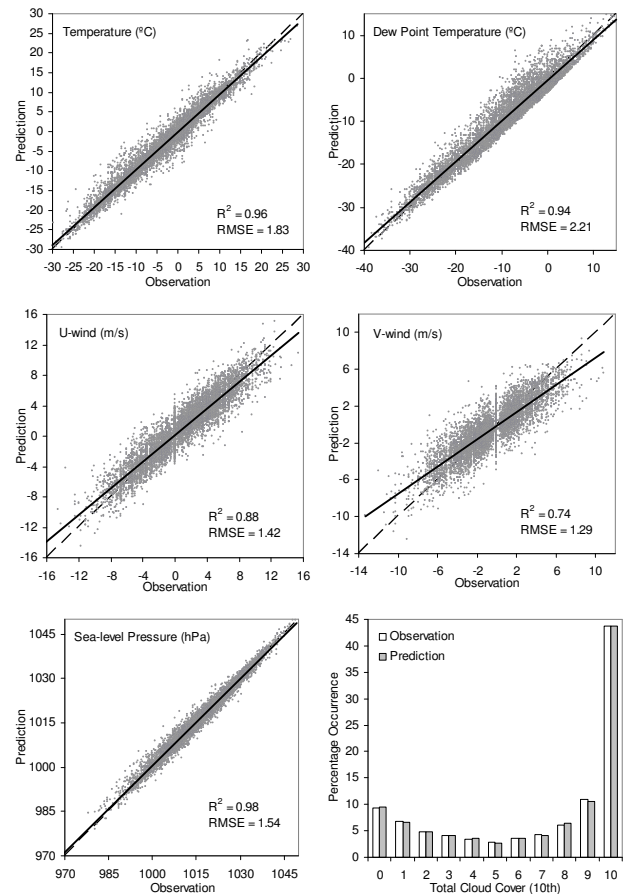 Temperature (ºC)
Predictionn
30
25
20
15
10
5
0
-5
-10
-15
-20
-25
-30
R² = 0.96
RMSE = 1.83
-30 -25 -20 -15 -10 -5 0 5 10 15 20 25 30
Observation
Dew Point Temperature (ºC)
Prediction
10
0
-10
-20
-30
-40
R² = 0.94
RMSE = 2.21
-40 -30 -20 -10 0 10
Observation
U-wind (m/s)
Prediction
16
12
8
4
0
-4
-8
-12
-16
R² = 0.88
RMSE = 1.42
-16 -12 -8 -4 0 4 8 12 16
Observation
V-wind (m/s)
Prediction
10
6
2
-2
-6
-10
-14
R² = 0.74
RMSE = 1.29
-14 -10 -6 -2 2 6 10
Observation
Sea-level Pressure (hPa)
Prediction
1045
1030
1015
1000
985
970
R² = 0.98
RMSE = 1.54
970 985 1000 1015 1030 1045
Observation
Observation
Prediction
Percentage Occurrence
45
40
35
30
25
20
15
10
5
0
0 1 2 3 4 5 6 7 8 9 10
Total Cloud Cover (10th)